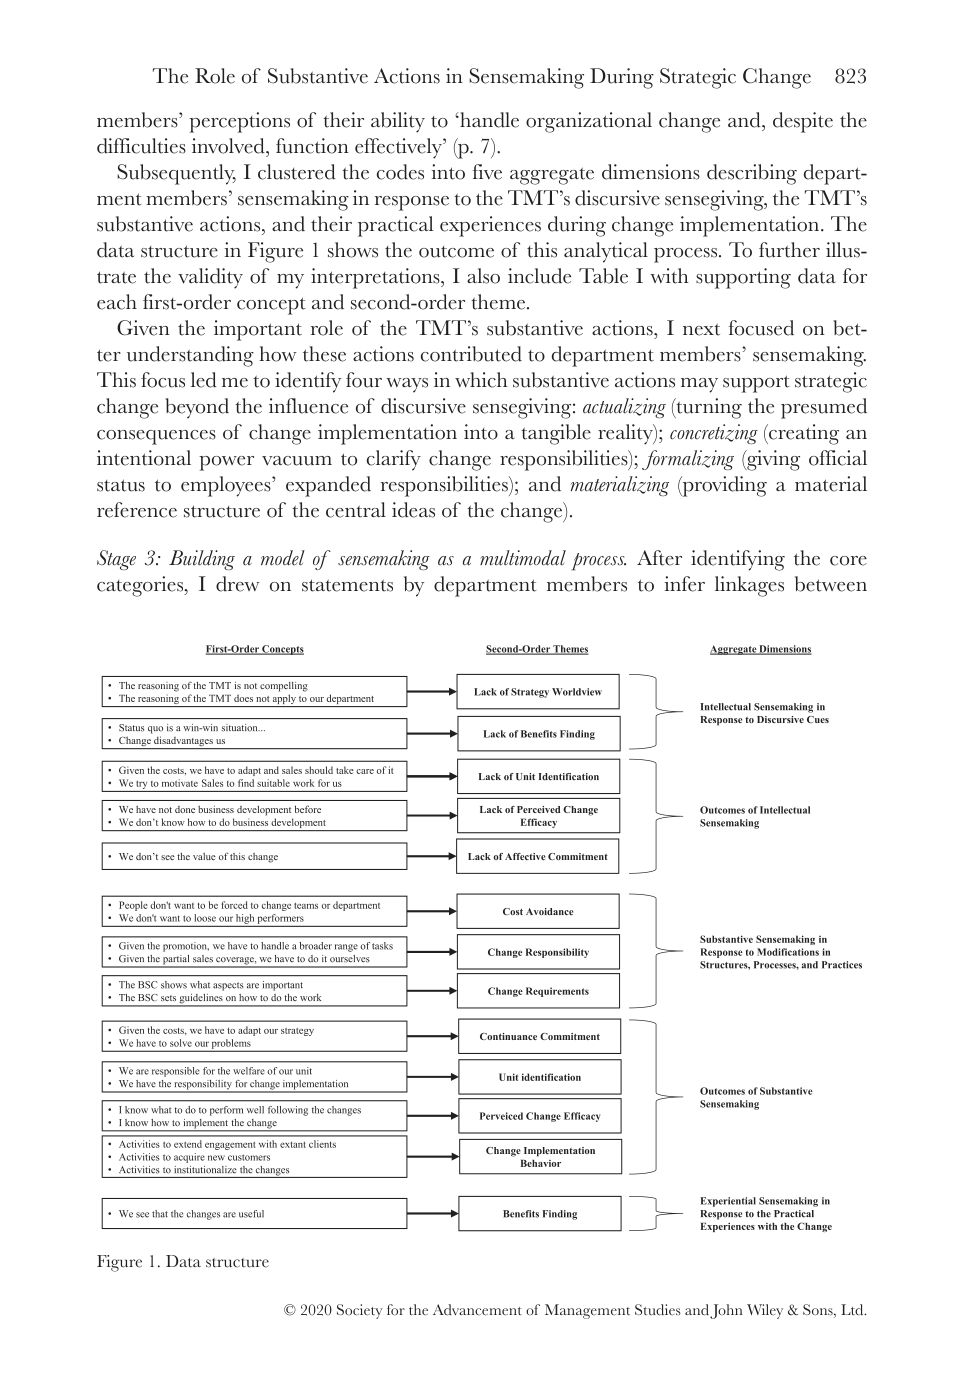 The Role of Substantive Actions in Sensemaking During Strategic Change 823
members’ perceptions of their ability to ‘handle organizational change and, despite the
difficulties involved, function effectively’ (p. 7).
Subsequently, I clustered the codes into five aggregate dimensions describing depart-
ment members’ sensemaking in response to the TMT’s discursive sensegiving, the TMT’s
substantive actions, and their practical experiences during change implementation. The
data structure in Figure 1 shows the outcome of this analytical process. To further illus-
trate the validity of my interpretations, I also include Table I with supporting data for
each first-order concept and second-order theme.
Given the important role of the TMT’s substantive actions, I next focused on bet-
ter understanding how these actions contributed to department members’ sensemaking.
This focus led me to identify four ways in which substantive actions may support strategic
change beyond the influence of discursive sensegiving: actualizing (turning the presumed
consequences of change implementation into a tangible reality); concretizing (creating an
intentional power vacuum to clarify change responsibilities); formalizing (giving official
status to employees’ expanded responsibilities); and materializing (providing a material
reference structure of the central ideas of the change).
Stage 3: Building a model of sensemaking as a multimodal process. After identifying the core
categories, I drew on statements by department members to infer linkages between
First-Order Concepts
Second-Order Themes
Aggregate Dimensions
• The reasoning of the TMT is not compelling
• The reasoning of the TMT does not apply to our department
Lack of Strategy Worldview
• Status quo is a win-win situation...
• Change disadvantages us
Lack of Benefits Finding
Intellectual Sensemaking in
Response to Discursive Cues
• Given the costs, we have to adapt and sales should take care of it
• We try to motivate Sales to find suitable work for us
Lack of Unit Identification
• We have not done business development before
• We don’t know how to do business development
Lack of Perceived Change
Efficacy
• We don’t see the value of this change
Lack of Affective Commitment
Outcomes of Intellectual
Sensemaking
• People don't want to be forced to change teams or department
• We don't want to loose our high performers
Cost Avoidance
• Given the promotion, we have to handle a broader range of tasks
• Given the partial sales coverage, we have to do it ourselves
Change Responsibility
• The BSC shows what aspects are important
• The BSC sets guidelines on how to do the work
Change Requirements
Substantive Sensemaking in
Response to Modifications in
Structures, Processes, and Practices
• Given the costs, we have to adapt our strategy
• We have to solve our problems
Continuance Commitment
• We are responsible for the welfare of our unit
• We have the responsibility for change implementation
Unit identification
• I know what to do to perform well following the changes
• I know how to implement the change
Perveiced Change Efficacy
• Activities to extend engagement with extant clients
• Activities to acquire new customers
• Activities to institutionalize the changes
Change Implementation
Behavior
Outcomes of Substantive
Sensemaking
• We see that the changes are useful
Benefits Finding
Experiential Sensemaking in
Response to the Practical
Experiences with the Change
Figure 1. Data structure
© 2020 Society for the Advancement of Management Studies and John Wiley & Sons, Ltd.